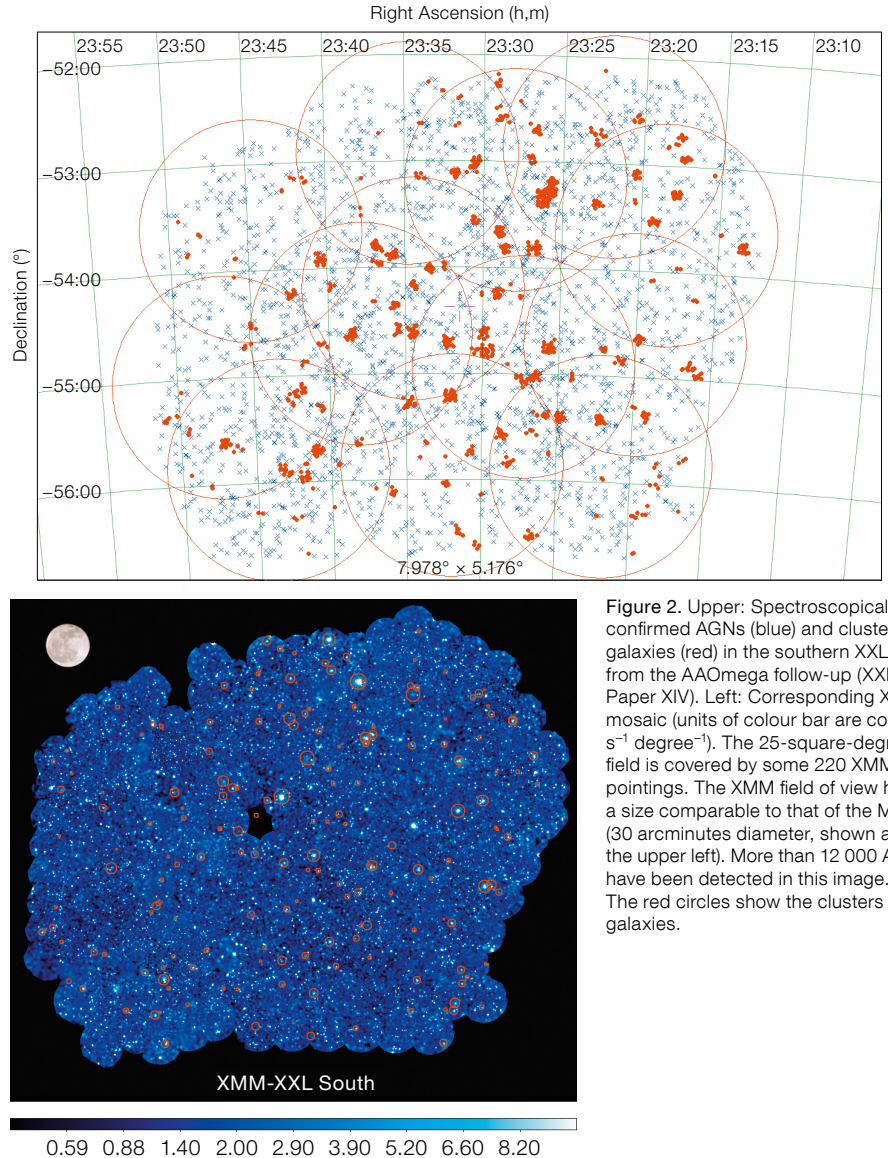 Right Ascension (h,m)
23:55 23:50 23:45 23:40 23:35 23:30 23:25 23:20 23:15 23:10
−52:00
−53:00
−54:00
−55:00
−56:00
Declination (°)
7.978° × 5.176°
Figure 2. Upper: Spectroscopical
confirmed AGNs (blue) and cluste
galaxies (red) in the southern XXL
from the AAOmega follow-up (XXL
Paper XIV). Left: Corresponding X
mosaic (units of colour bar are co
s⁻¹ degree⁻¹). The 25-square-degr
field is covered by some 220 XMM
pointings. The XMM field of view h
a size comparable to that of the M
(30 arcminutes diameter, shown a
the upper left). More than 12 000 A
have been detected in this image.
The red circles show the clusters
galaxies.
XMM-XXL South
0.59 0.88 1.40 2.00 2.90 3.90 5.20 6.60 8.20